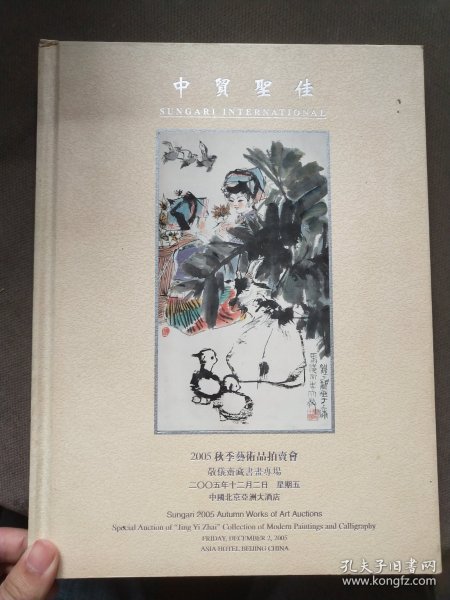 中貿聖佳
SUNGARI INTERNATIONAL
2005 秋季藝術品拍賣會
敬儀齋藏書畫專場
二〇〇五年十二月二日 星期五
中國北京亞洲大酒店
Sungari 2005 Autumn Works of Art Auctions
Special Auction of "Jing Yi Zhai" Collection of Modern Paintings and Calligraphy
FRIDAY, DECEMBER 2, 2005
ASIA HOTEL BEIJING CHINA
孔夫子旧书网
www.kongfz.com